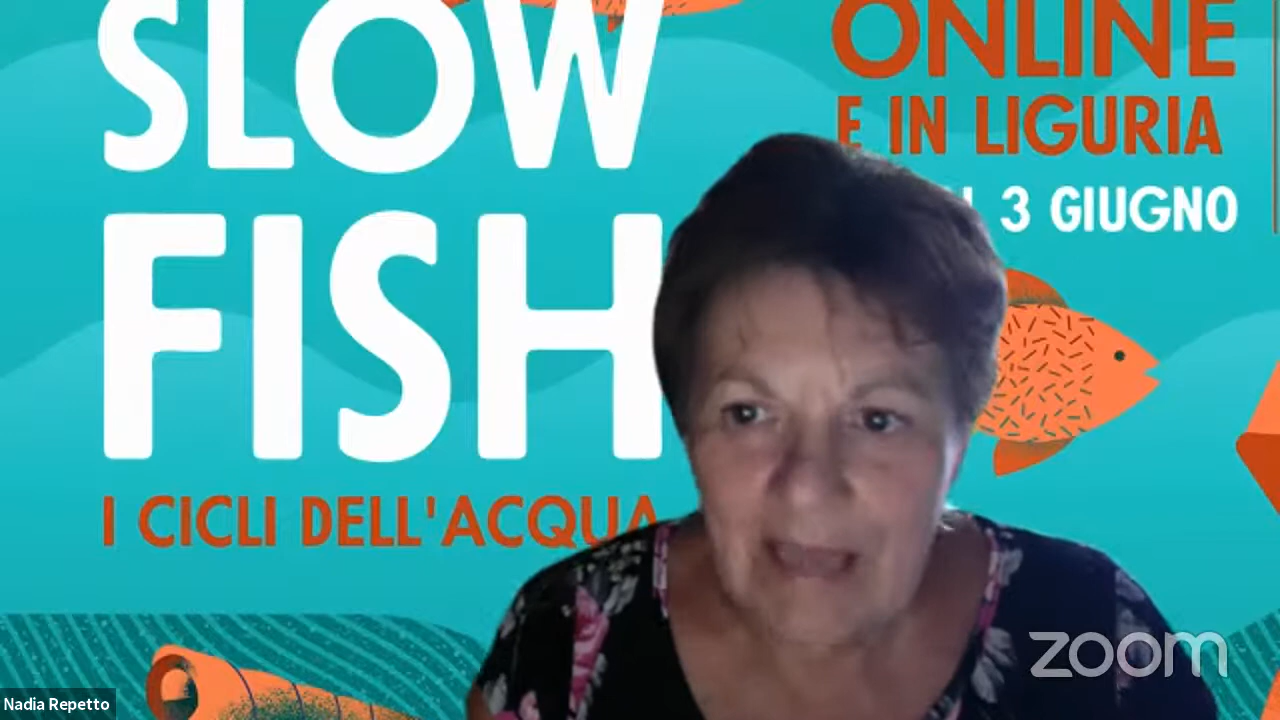 SLOW
FISH
I CICLI DELL'ACQUA
ONLINE
E IN LIGURIA
3 GIUGNO
zoom
Nadia Repetto